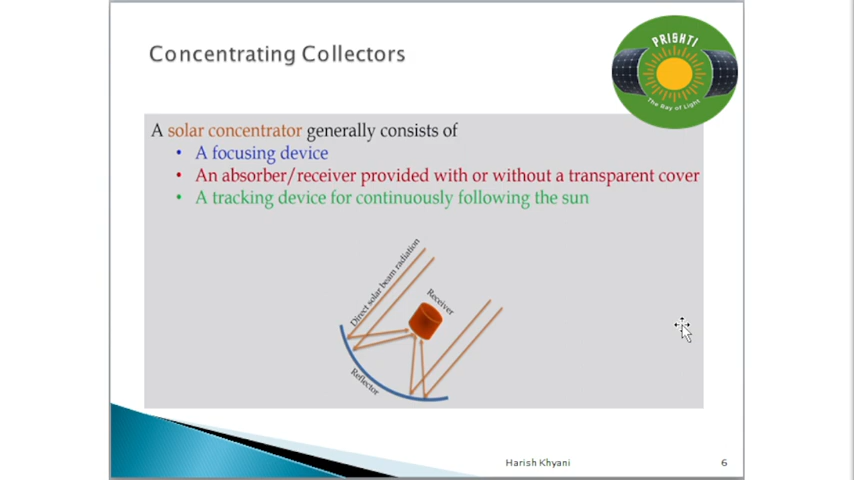 Concentrating Collectors
PRISHTI
The Ray of Light
A solar concentrator generally consists of
• A focusing device
• An absorber/receiver provided with or without a transparent cover
• A tracking device for continuously following the sun
Direct solar beam radiation
Receiver
Reflector
Harish Khyani
6